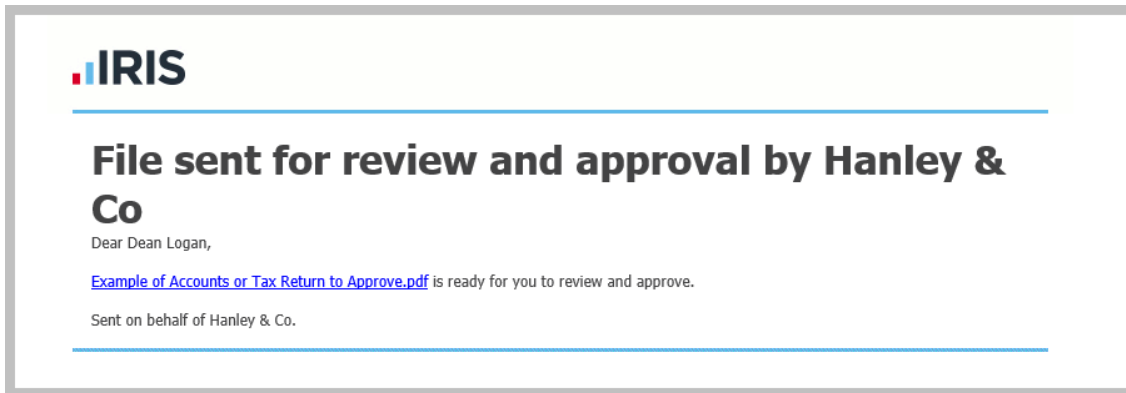 IRIS
File sent for review and approval by Hanley &
Co
Dear Dean Logan,
Example of Accounts or Tax Return to Approve.pdf is ready for you to review and approve.
Sent on behalf of Hanley & Co.